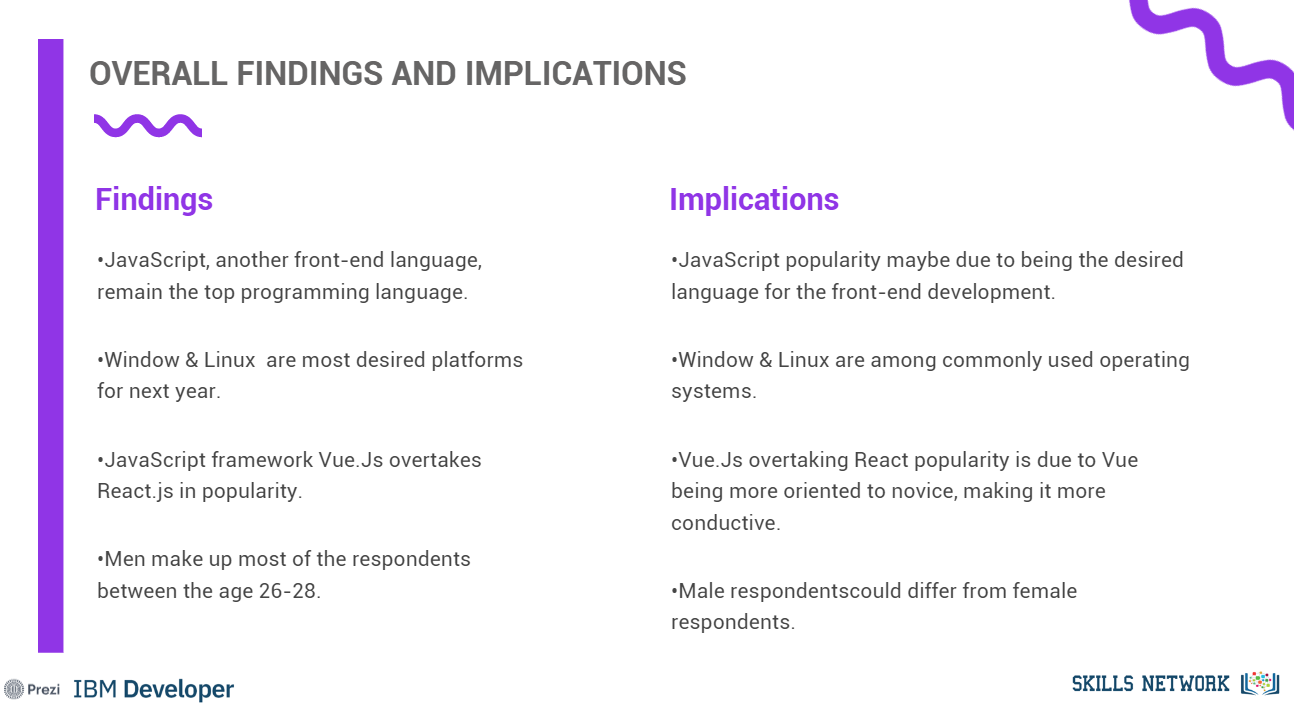 OVERALL FINDINGS AND IMPLICATIONS
Findings
•JavaScript, another front-end language,
remain the top programming language.
•Window & Linux  are most desired platforms
for next year.
•JavaScript framework Vue.Js overtakes
React.js in popularity.
•Men make up most of the respondents
between the age 26-28.
Implications
•JavaScript popularity maybe due to being the desired
language for the front-end development.
•Window & Linux are among commonly used operating
systems.
•Vue.Js overtaking React popularity is due to Vue
being more oriented to novice, making it more
conductive.
•Male respondentscould differ from female
respondents.
Prezi IBM Developer
SKILLS NETWORK